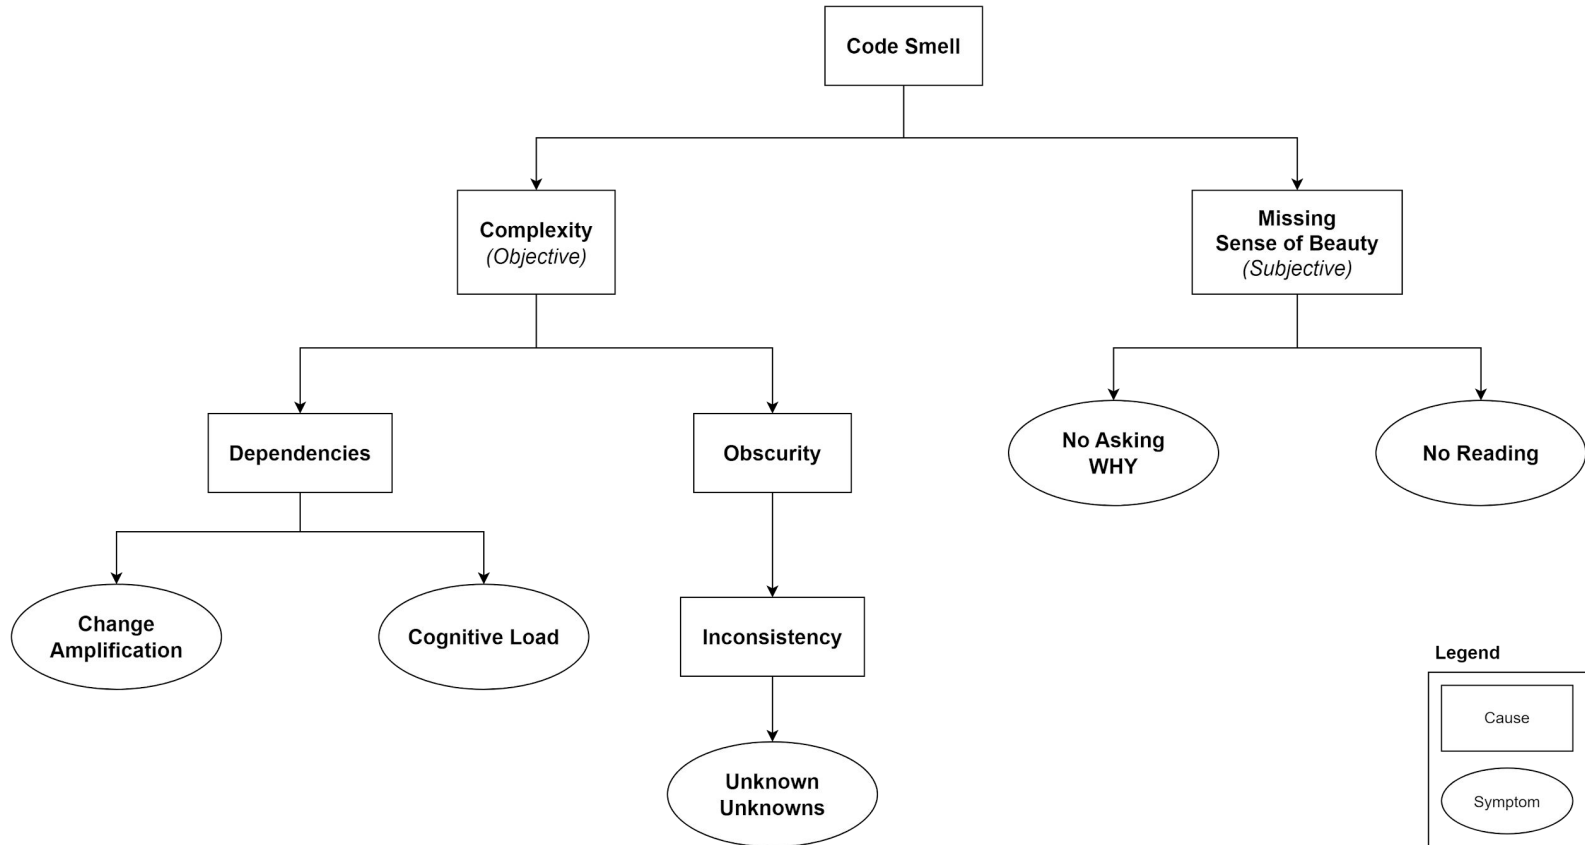 Code Smell
Complexity
(Objective)
Missing
Sense of Beauty
(Subjective)
Dependencies
Obscurity
No Asking
WHY
No Reading
Change
Amplification
Cognitive Load
Inconsistency
Unknown
Unknowns
Legend
Cause
Symptom